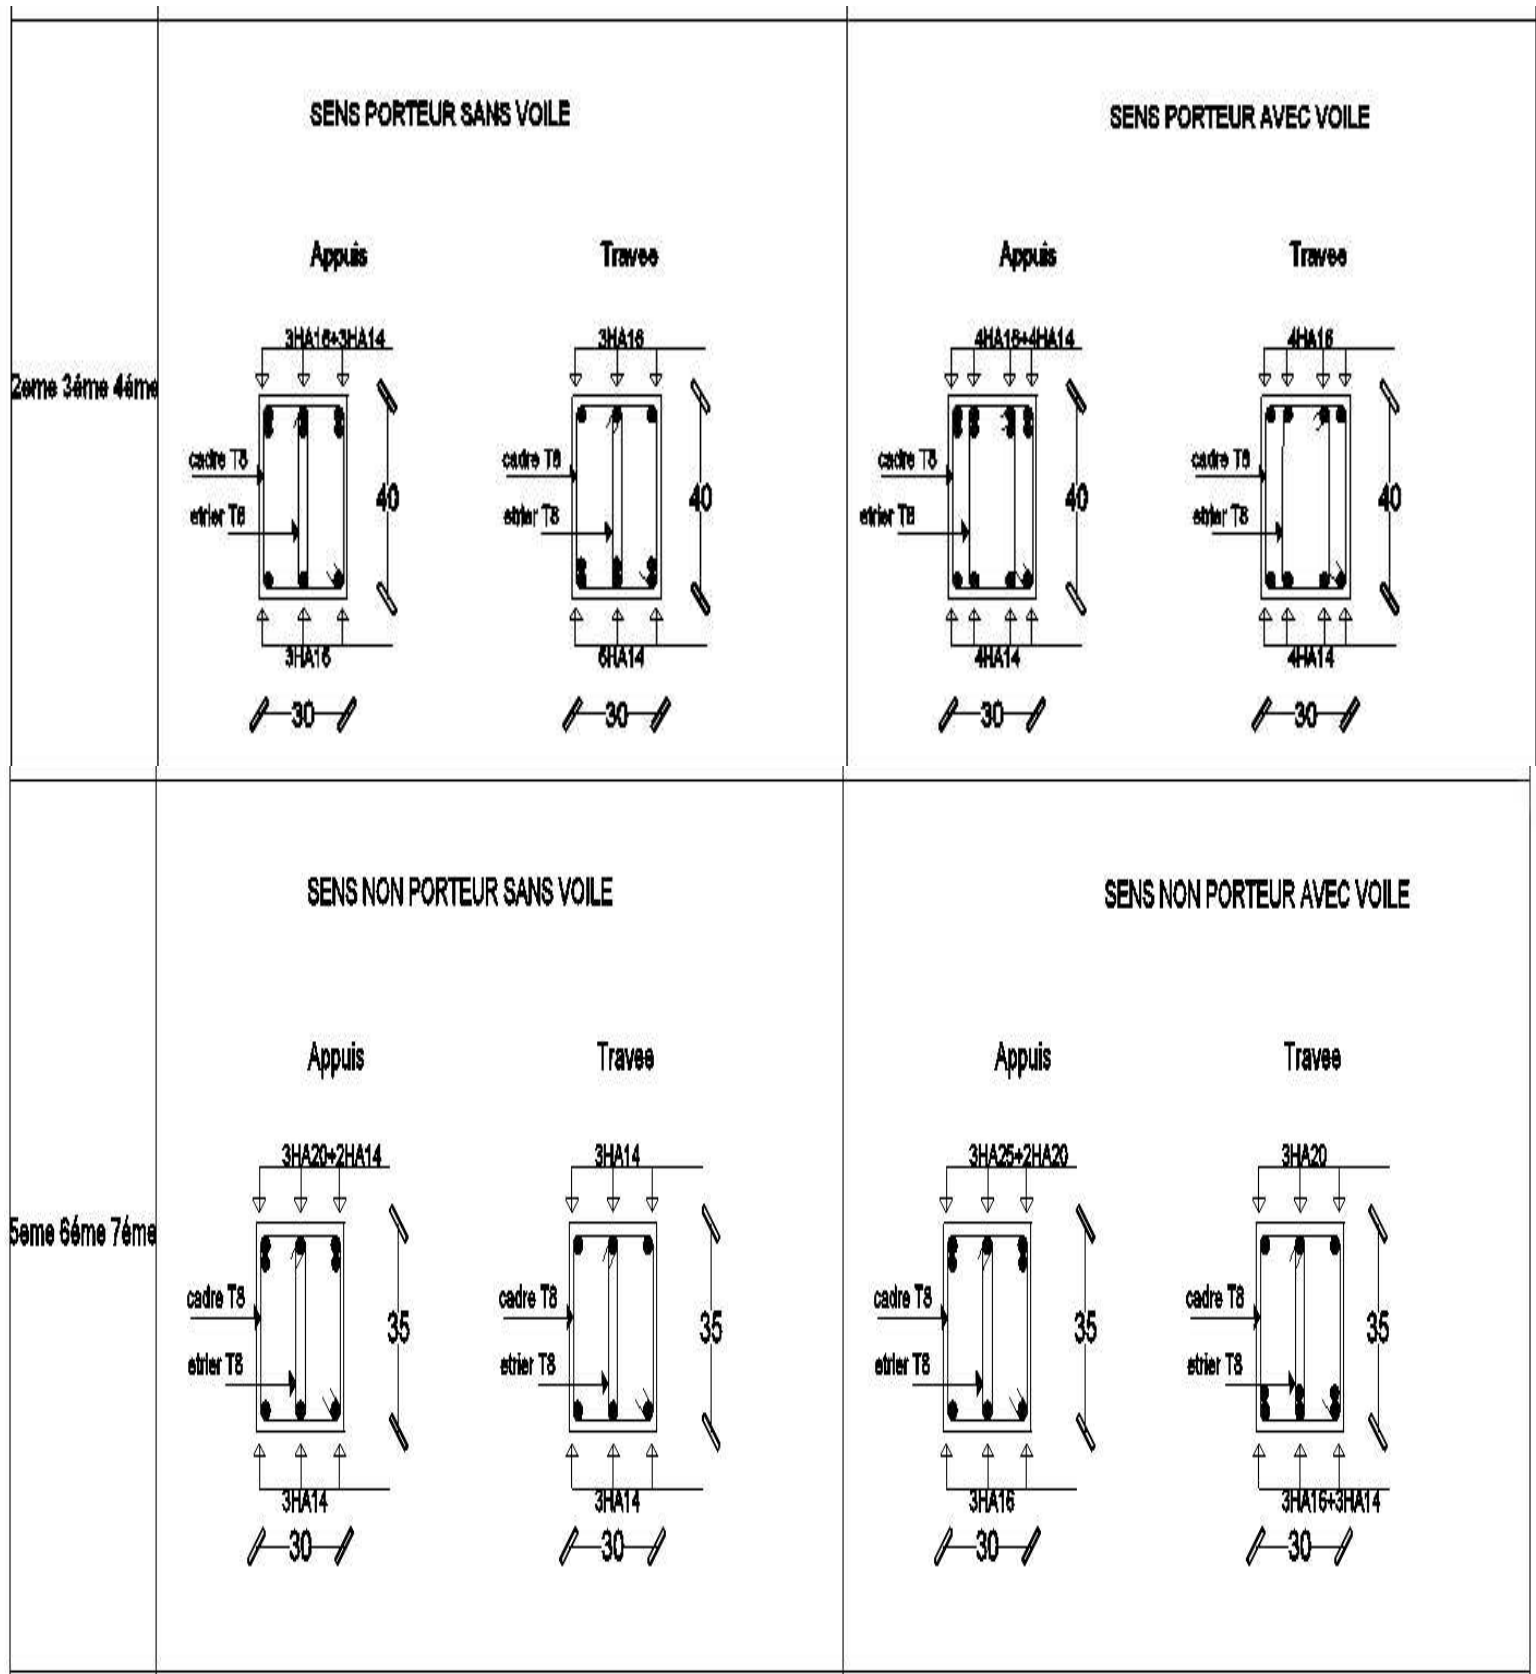 SENS PORTEUR SANS VOILE
SENS PORTEUR AVEC VOILE
Appuis
Travee
Appuis
Travee
3HA16+3HA14
3HA16
4HA16+4HA14
4HA16
2eme 3éme 4éme
cadre T8
cadre T8
cadre T8
cadre T8
40
40
40
40
etrier T8
etrier T8
etrier T8
etrier T8
3HA16
6HA14
4HA14
4HA14
30
30
30
30
SENS NON PORTEUR SANS VOILE
SENS NON PORTEUR AVEC VOILE
Appuis
Travee
Appuis
Travee
3HA20+2HA14
3HA14
3HA25+2HA20
3HA20
5eme 6éme 7éme
cadre T8
cadre T8
cadre T8
cadre T8
35
35
35
35
etrier T8
etrier T8
etrier T8
etrier T8
3HA14
3HA14
3HA16
3HA16+3HA14
30
30
30
30